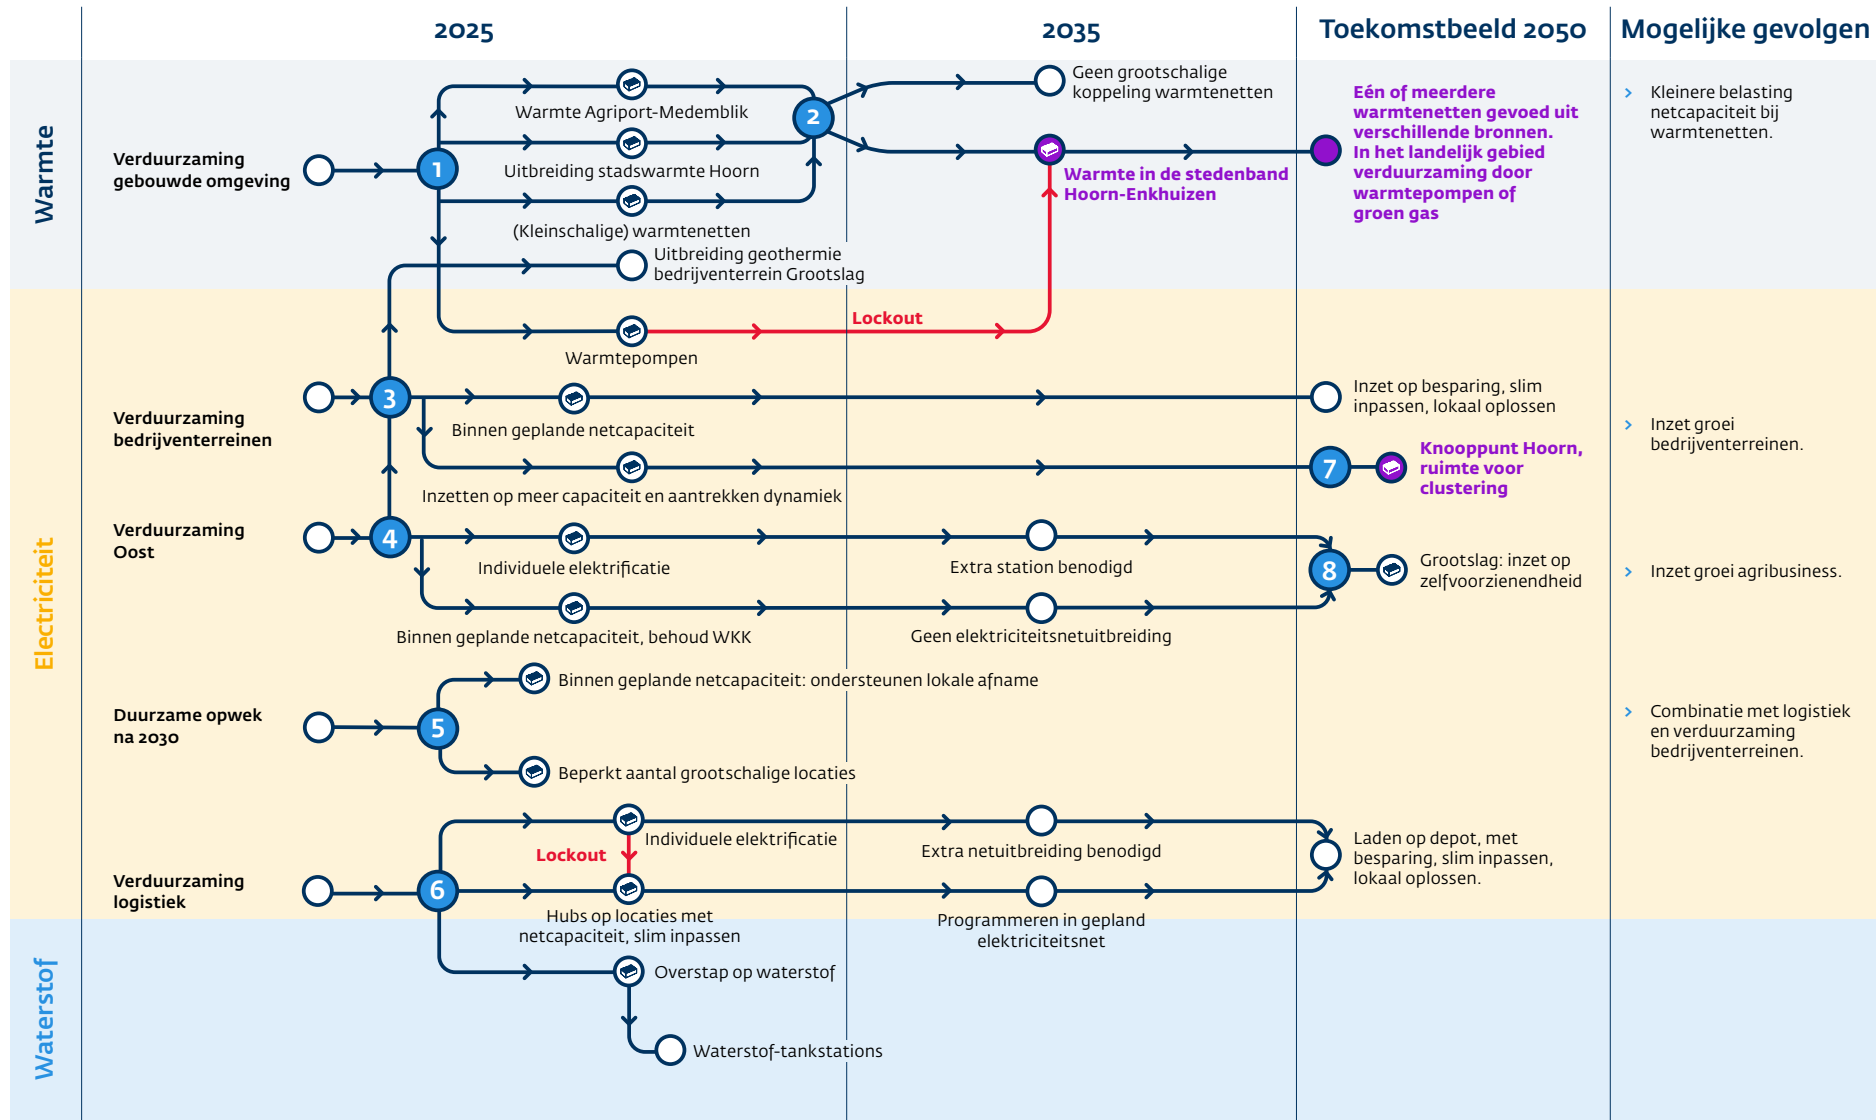 2025
2035
Toekomstbeeld 2050
Mogelijke gevolgen
Warmte
Verduurzaming
gebouwde omgeving
1
Warmte Agriport-Medemblik
Uitbreiding stadswarmte Hoorn
(Kleinschalige) warmtenetten
2
Geen grootschalige
koppeling warmtenetten
Warmte in de stedenband
Hoorn-Enkhuizen
Eén of meerdere
warmtenetten gevoed uit
verschillende bronnen.
In het landelijk gebied
verduurzaming door
warmtepompen of
groen gas
Kleinere belasting
netcapaciteit bij
warmtenetten.
Uitbreiding geothermie
bedrijventerrein Grootslag
Electriciteit
Lockout
Warmtepompen
Verduurzaming
bedrijventerreinen
3
Binnen geplande netcapaciteit
Inzet op besparing, slim
inpassen, lokaal oplossen
Inzetten op meer capaciteit en aantrekken dynamiek
7
Knooppunt Hoorn,
ruimte voor
clustering
Inzet groei
bedrijventerreinen.
Verduurzaming
Oost
4
Individuele elektrificatie
Extra station benodigd
Binnen geplande netcapaciteit, behoud WKK
Geen elektriciteitsnetuitbreiding
8
Grootslag: inzet op
zelfvoorzienendheid
Inzet groei agribusiness.
Duurzame opwek
na 2030
5
Binnen geplande netcapaciteit: ondersteunen lokale afname
Beperkt aantal grootschalige locaties
Combinatie met logistiek
en verduurzaming
bedrijventerreinen.
Verduurzaming
logistiek
6
Individuele elektrificatie
Lockout
Extra netuitbreiding benodigd
Hubs op locaties met
netcapaciteit, slim inpassen
Programmeren in gepland
elektriciteitsnet
Laden op depot, met
besparing, slim inpassen,
lokaal oplossen.
Waterstof
Overstap op waterstof
Waterstof-tankstations